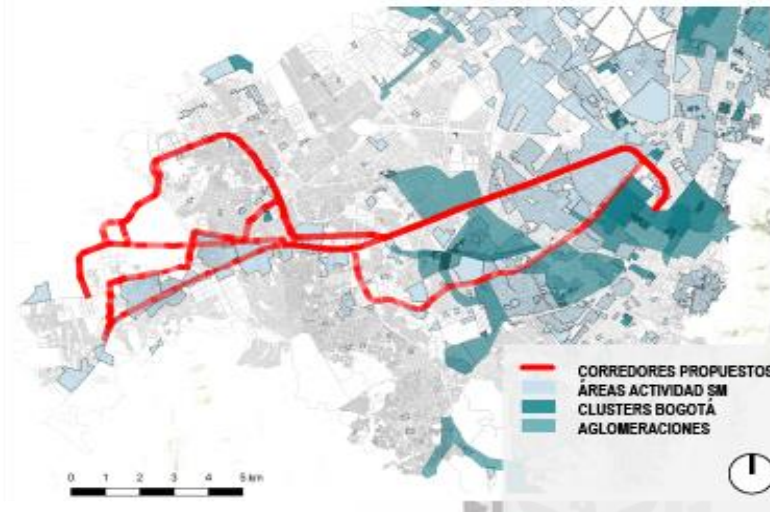 CORREDORES PROPUESTOS
ÁREAS ACTIVIDAD SM
CLUSTERS BOGOTÁ
AGLOMERACIONES
0 1 2 3 4 5 km